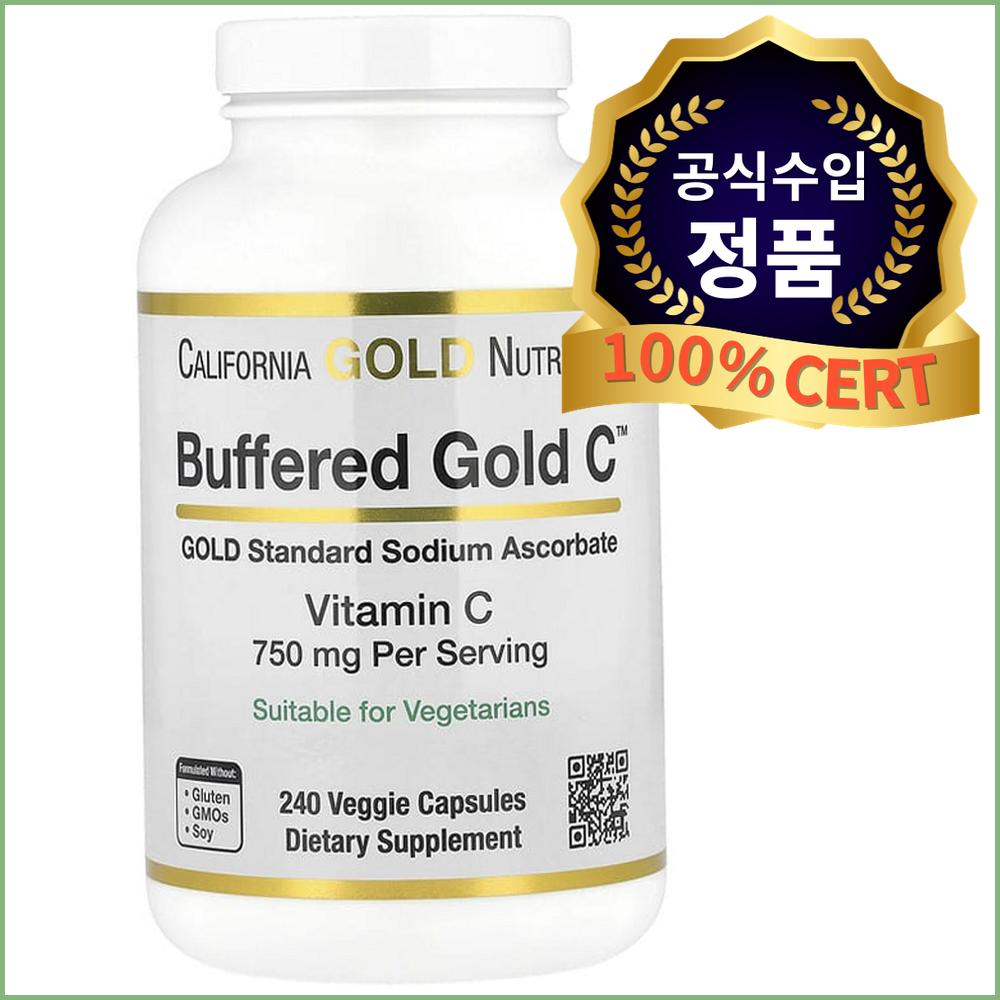 공식수입
정품
100% CERT
CALIFORNIA GOLD NUTR
Buffered Gold C™
GOLD Standard Sodium Ascorbate
Vitamin C
750 mg Per Serving
Suitable for Vegetarians
Formulated Without:
• Gluten
• GMOs
• Soy
240 Veggie Capsules
Dietary Supplement